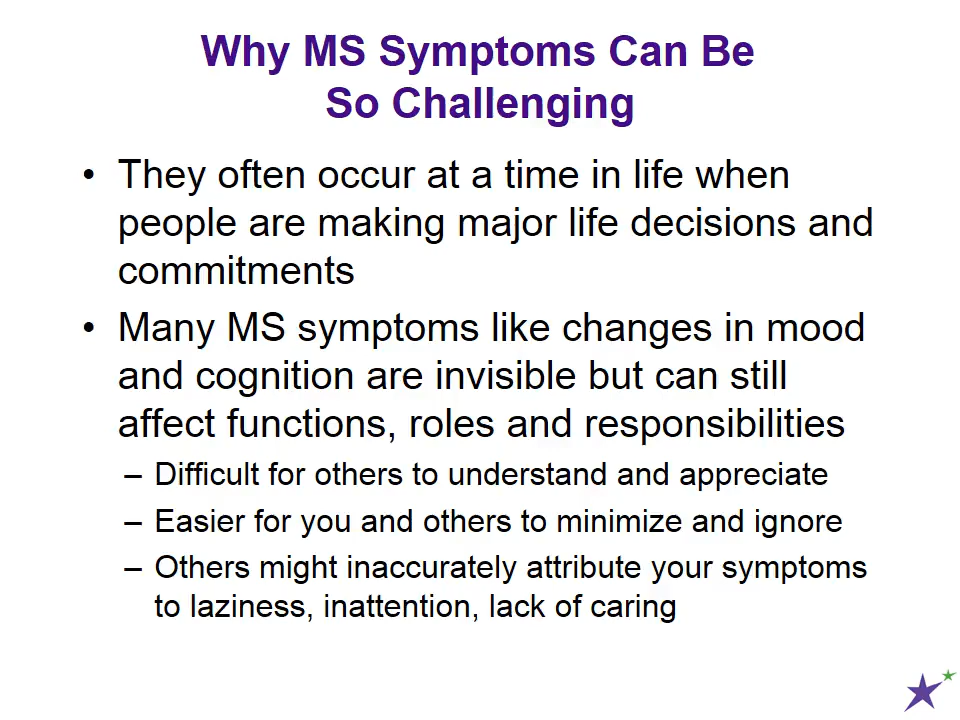 Why MS Symptoms Can Be
So Challenging
• They often occur at a time in life when
people are making major life decisions and
commitments
• Many MS symptoms like changes in mood
and cognition are invisible but can still
affect functions, roles and responsibilities
– Difficult for others to understand and appreciate
– Easier for you and others to minimize and ignore
– Others might inaccurately attribute your symptoms
to laziness, inattention, lack of caring